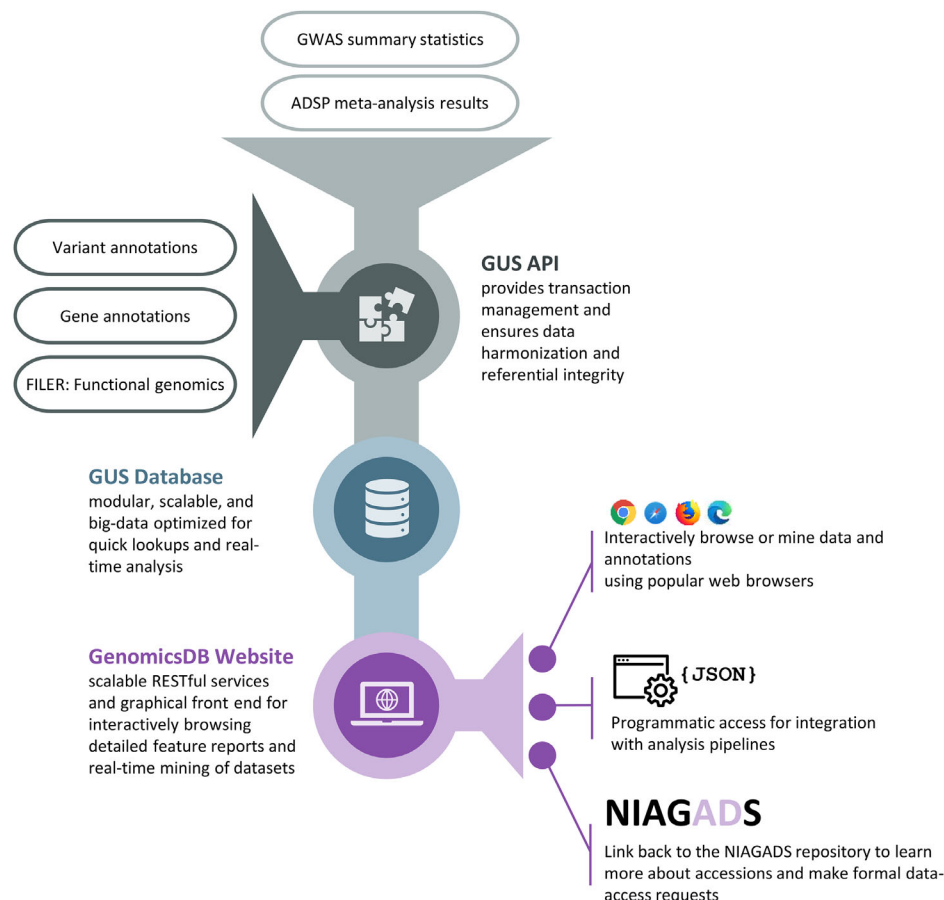 GWAS summary statistics
ADSP meta-analysis results
Variant annotations
Gene annotations
FILER: Functional genomics
GUS API
provides transaction
management and
ensures data
harmonization and
referential integrity
GUS Database
modular, scalable, and
big-data optimized for
quick lookups and real-
time analysis
GenomicsDB Website
scalable RESTful services
and graphical front end for
interactively browsing
detailed feature reports and
real-time mining of datasets
Interactively browse or mine data and
annotations
using popular web browsers
{JSON}
Programmatic access for integration
with analysis pipelines
NIAGADS
Link back to the NIAGADS repository to learn
more about accessions and make formal data-
access requests